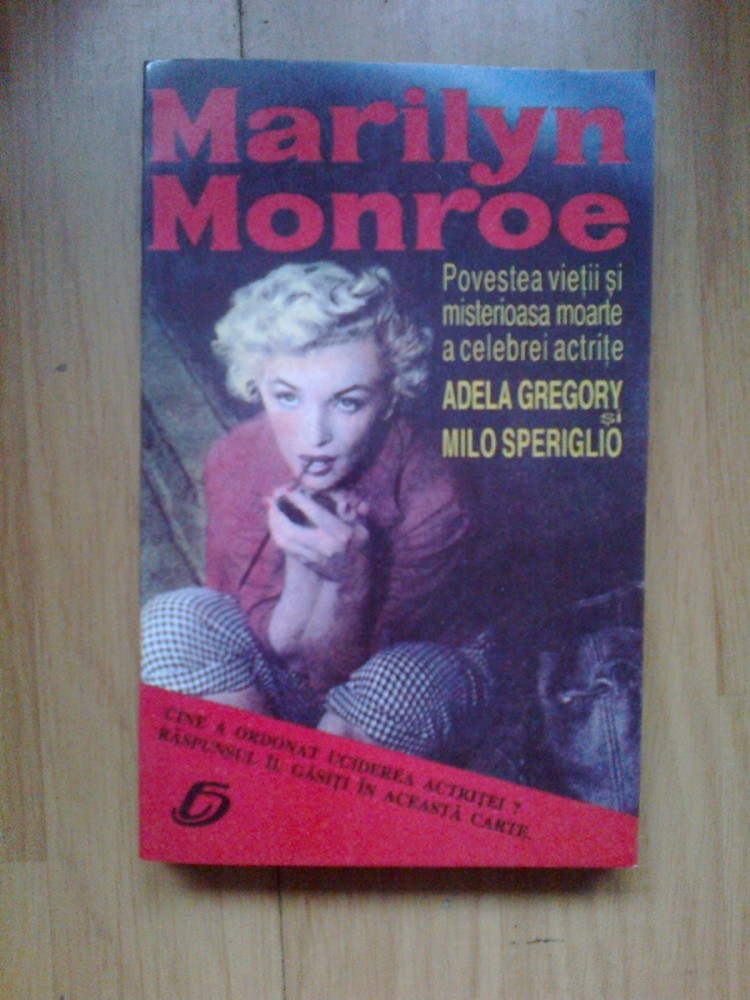 Marilyn
Monroe
Povestea vieții și
misterioasa moarte
a celebrei actrițe
ADELA GREGORY
și
MILO SPERIGLIO
CINE A ORDONAT UCIDEREA ACTRIȚEI ?
RĂSPUNSUL ÎL GĂSIȚI ÎN ACEASTĂ CARTE.